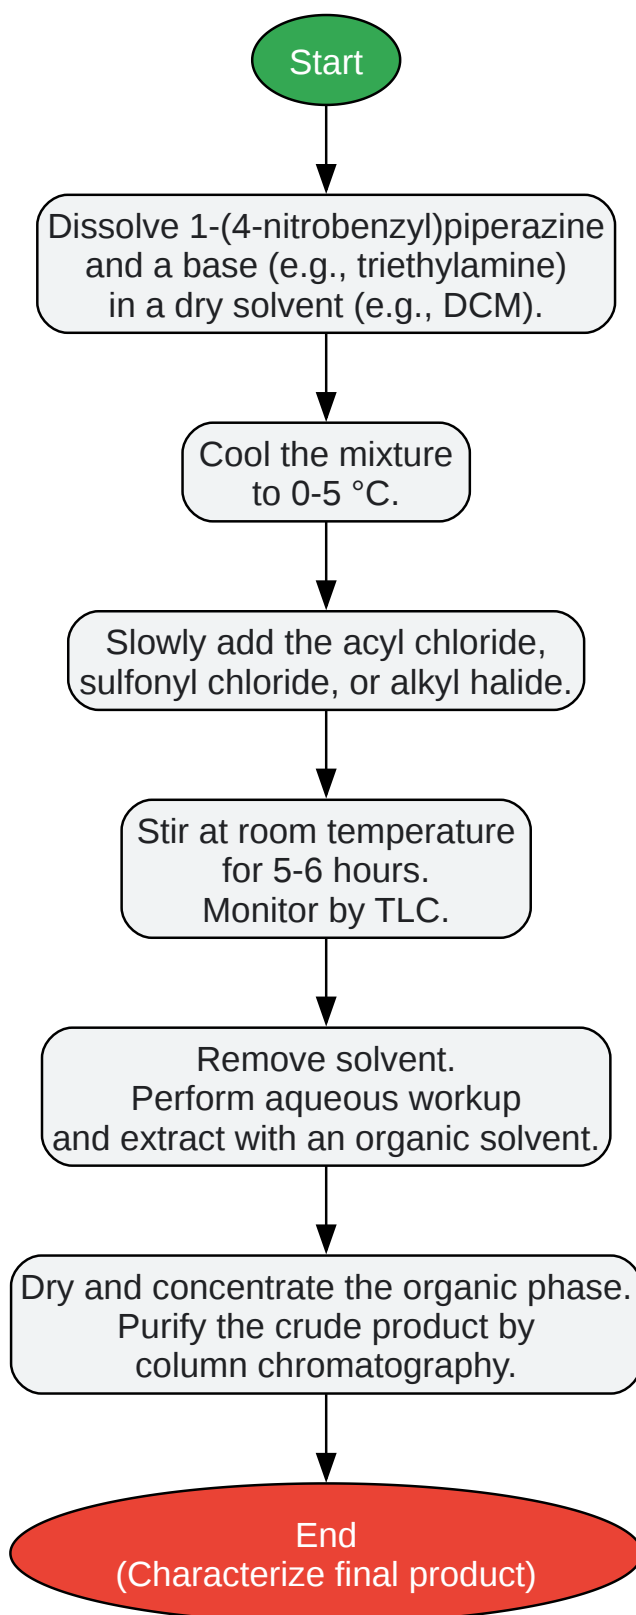 Start
Dissolve 1-(4-nitrobenzyl)piperazine
and a base (e.g., triethylamine)
in a dry solvent (e.g., DCM).
Cool the mixture
to 0-5 °C.
Slowly add the acyl chloride,
sulfonyl chloride, or alkyl halide.
Stir at room temperature
for 5-6 hours.
Monitor by TLC.
Remove solvent.
Perform aqueous workup
and extract with an organic solvent.
Dry and concentrate the organic phase.
Purify the crude product by
column chromatography.
End
(Characterize final product)